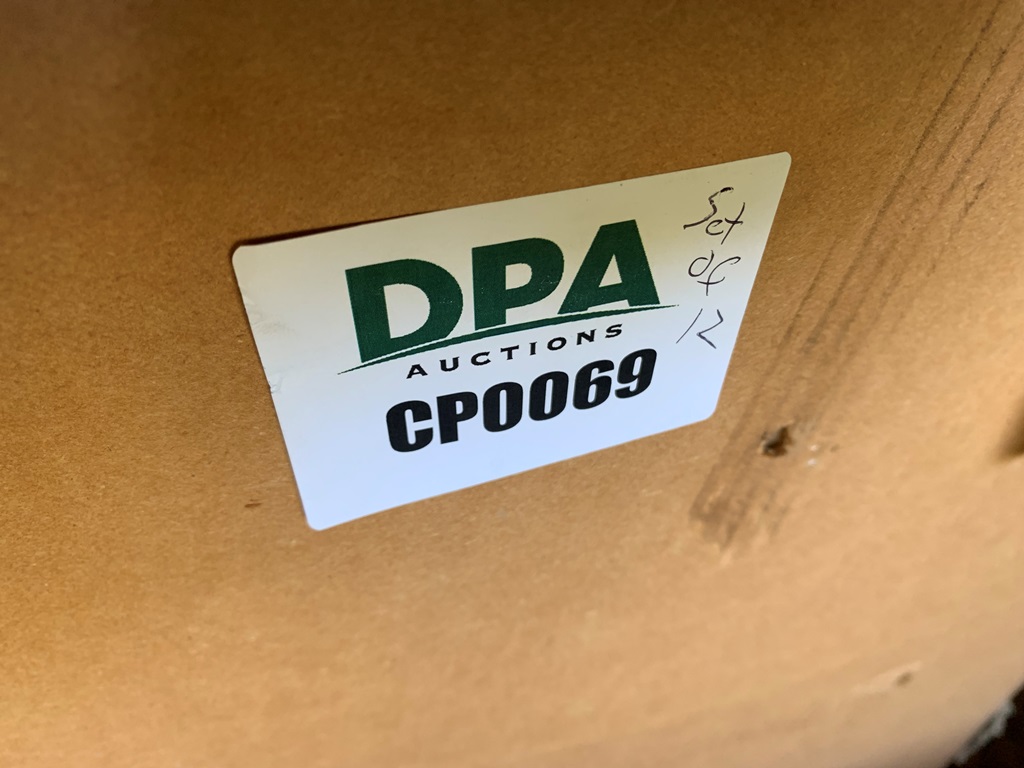 DPA
AUCTIONS
CP0069
Set
of
12